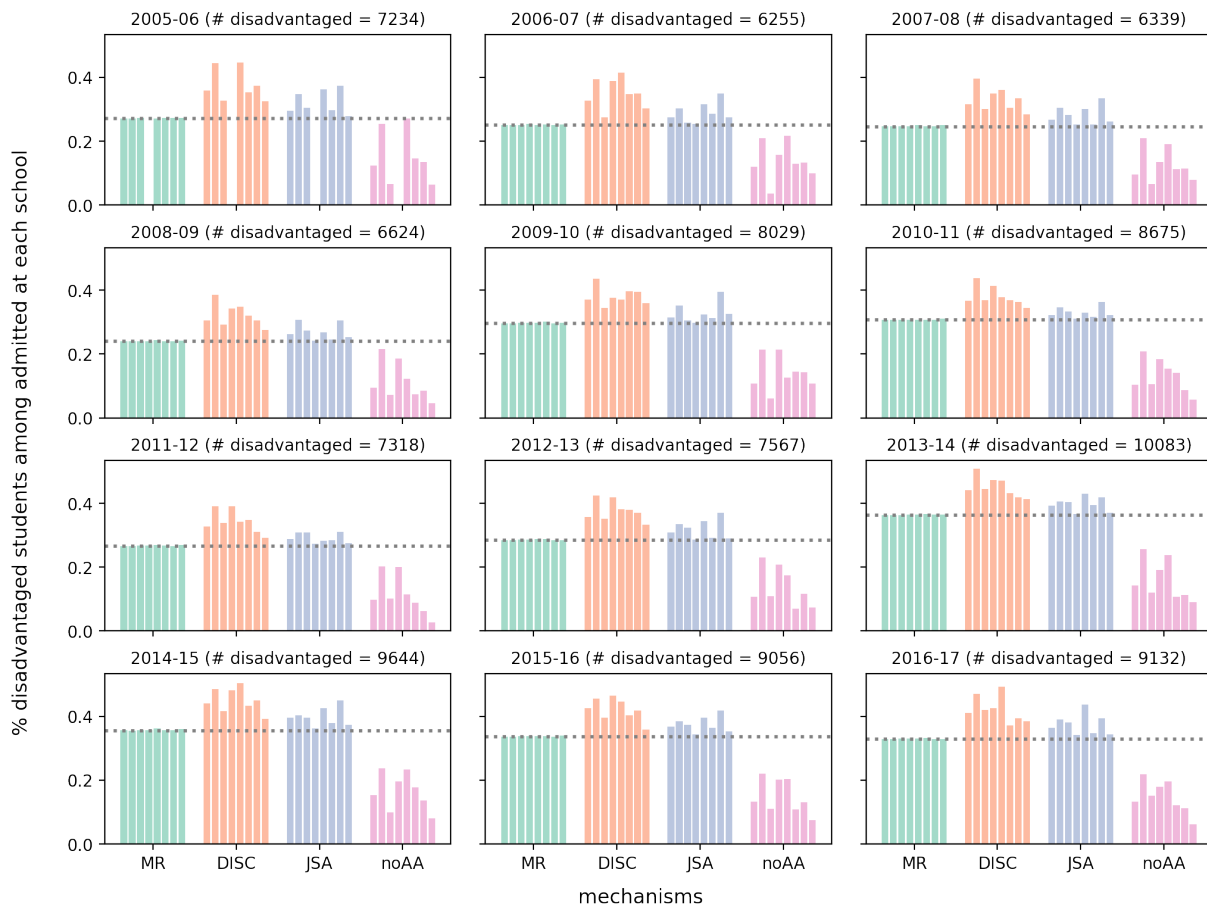 2005-06 (# disadvantaged = 7234)
2006-07 (# disadvantaged = 6255)
2007-08 (# disadvantaged = 6339)
0.4
0.2
0.0
2008-09 (# disadvantaged = 6624)
2009-10 (# disadvantaged = 8029)
2010-11 (# disadvantaged = 8675)
0.4
0.2
0.0
2011-12 (# disadvantaged = 7318)
2012-13 (# disadvantaged = 7567)
2013-14 (# disadvantaged = 10083)
0.4
0.2
0.0
2014-15 (# disadvantaged = 9644)
2015-16 (# disadvantaged = 9056)
2016-17 (# disadvantaged = 9132)
0.4
0.2
0.0
MR DISC JSA noAA
MR DISC JSA noAA
MR DISC JSA noAA
mechanisms
% disadvantaged students among admitted at each school